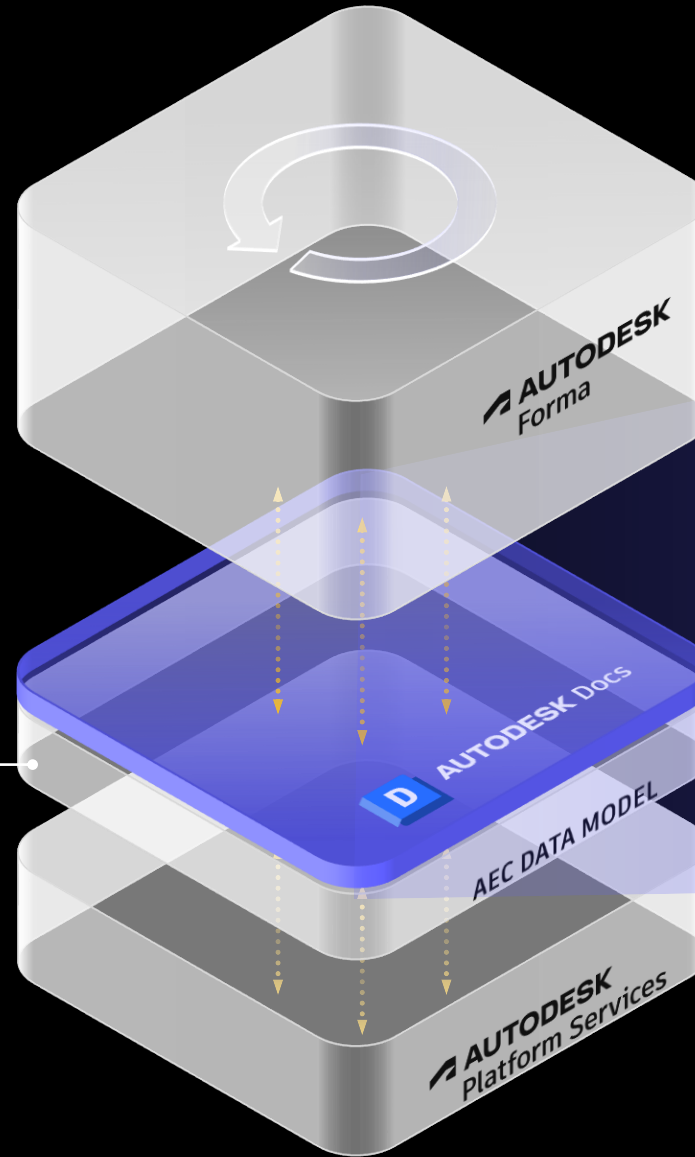 AUTODESK
Forma
AUTODESK Docs
D
AEC DATA MODEL
AUTODESK
Platform Services